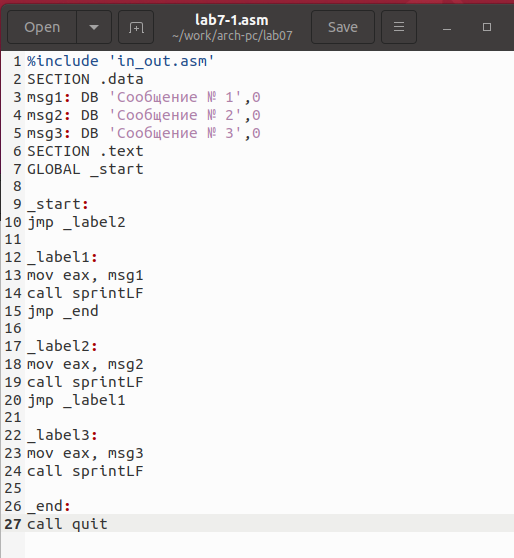 Open
lab7-1.asm
~/work/arch-pc/lab07
Save
1 %include 'in_out.asm'
2 SECTION .data
3 msg1: DB 'Сообщение № 1',0
4 msg2: DB 'Сообщение № 2',0
5 msg3: DB 'Сообщение № 3',0
6 SECTION .text
7 GLOBAL _start
8
9 _start:
10 jmp _label2
11
12 _label1:
13 mov eax, msg1
14 call sprintLF
15 jmp _end
16
17 _label2:
18 mov eax, msg2
19 call sprintLF
20 jmp _label1
21
22 _label3:
23 mov eax, msg3
24 call sprintLF
25
26 _end:
27 call quit